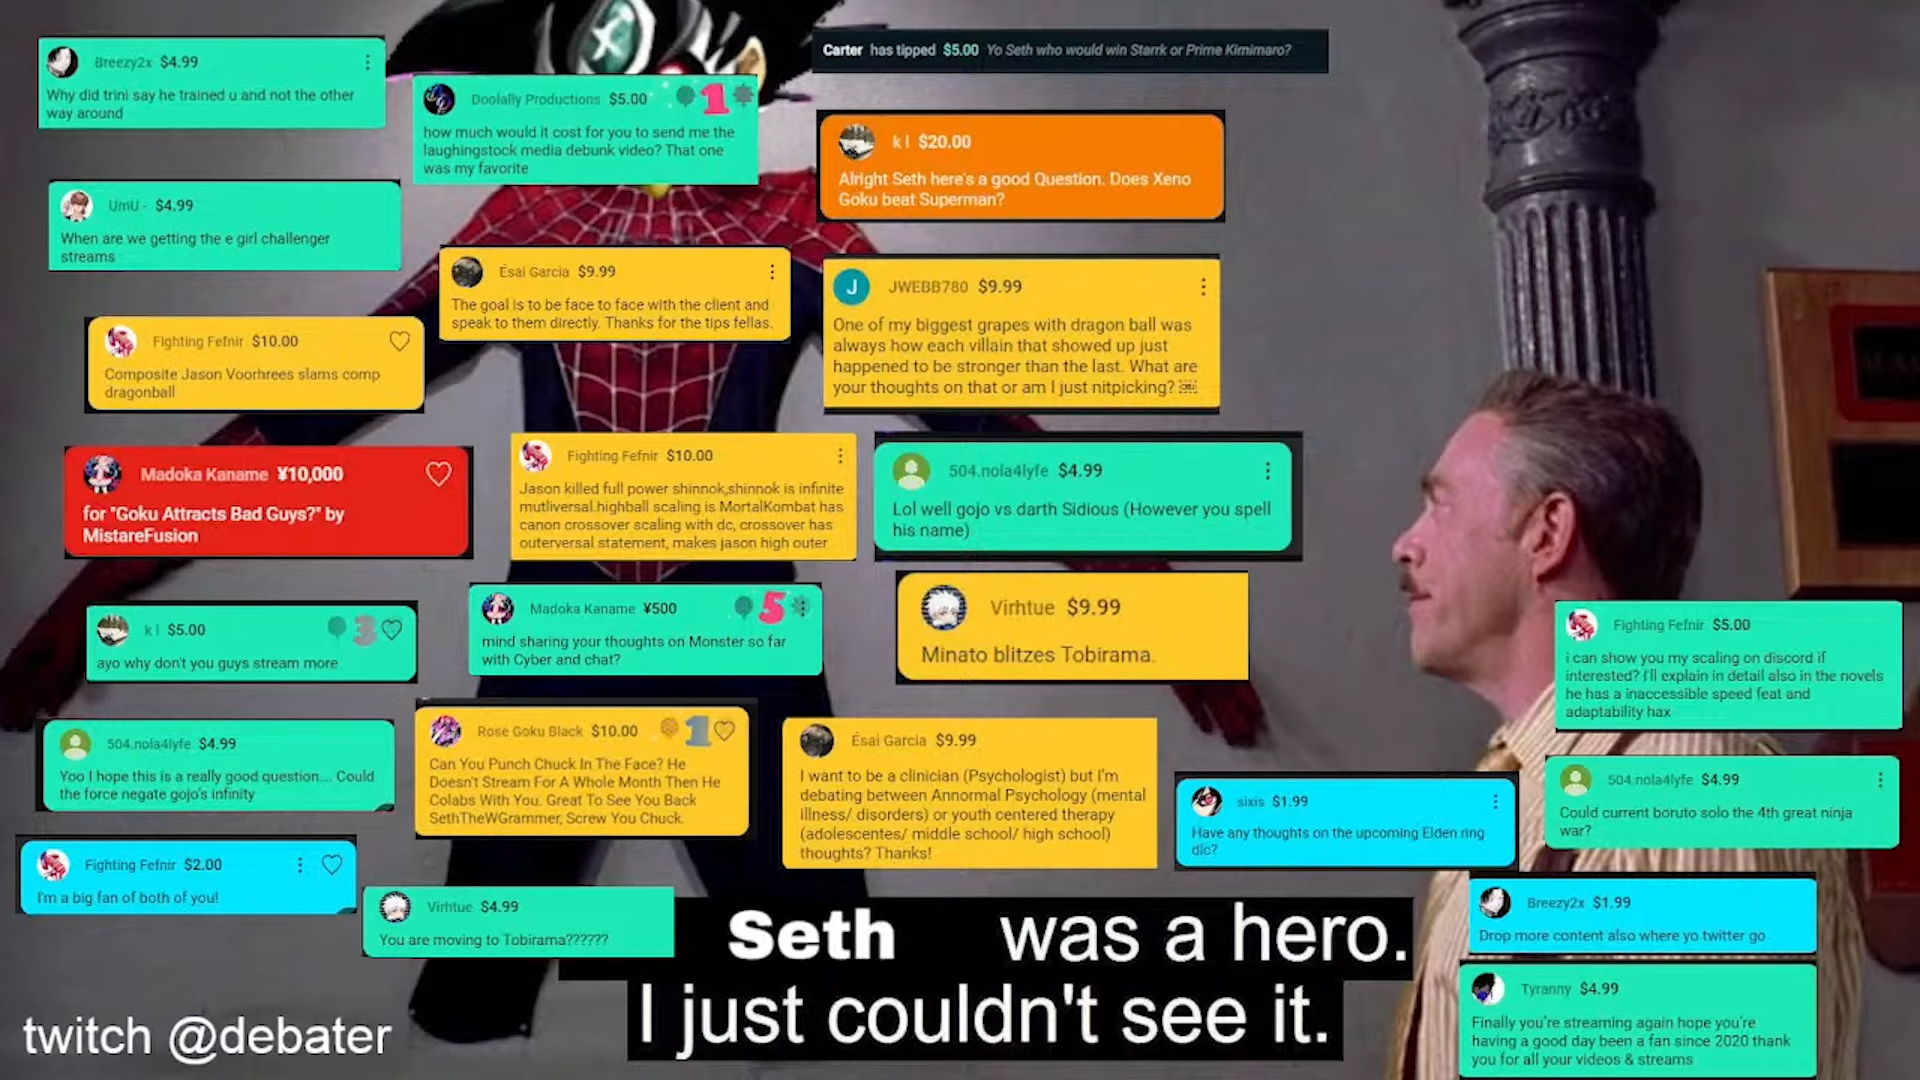 Breezy2x $4.99
Why did trini say he trained u and not the other
way around
Doolally Productions $5.00 1
how much would it cost for you to send me the
laughingstock media debunk video? That one
was my favorite
Carter has tipped $5.00 Yo Seth who would win Starrk or Prime Kimimaro?
k l $20.00
Alright Seth here's a good Question. Does Xeno
Goku beat Superman?
UmU - $4.99
When are we getting the e girl challenger
streams
Ésai Garcia $9.99
The goal is to be face to face with the client and
speak to them directly. Thanks for the tips fellas.
J JWEBB780 $9.99
One of my biggest grapes with dragon ball was
always how each villain that showed up just
happened to be stronger than the last. What are
your thoughts on that or am I just nitpicking?
Fighting Fefnir $10.00
Composite Jason Voorhrees slams comp
dragonball
Madoka Kaname ¥10,000
for "Goku Attracts Bad Guys?" by
MistareFusion
Fighting Fefnir $10.00
Jason killed full power shinnok,shinnok is infinite
mutliversal.highball scaling is MortalKombat has
canon crossover scaling with dc, crossover has
outerversal statement, makes jason high outer
504.nola4lyfe $4.99
Lol well gojo vs darth Sidious (However you spell
his name)
k l $5.00 3
ayo why don't you guys stream more
Madoka Kaname ¥500 5
mind sharing your thoughts on Monster so far
with Cyber and chat?
Virhtue $9.99
Minato blitzes Tobirama.
Fighting Fefnir $5.00
i can show you my scaling on discord if
interested? I'll explain in detail also in the novels
he has a inaccessible speed feat and
adaptability hax
504.nola4lyfe $4.99
Yoo I hope this is a really good question.... Could
the force negate gojo's infinity
Rose Goku Black $10.00 1
Can You Punch Chuck In The Face? He
Doesn't Stream For A Whole Month Then He
Colabs With You. Great To See You Back
SethTheWGrammer, Screw You Chuck.
Ésai Garcia $9.99
I want to be a clinician (Psychologist) but I'm
debating between Annormal Psychology (mental
illness/ disorders) or youth centered therapy
(adolescentes/ middle school/ high school)
thoughts? Thanks!
sixis $1.99
Have any thoughts on the upcoming Elden ring
dlc?
504.nola4lyfe $4.99
Could current boruto solo the 4th great ninja
war?
Fighting Fefnir $2.00
I'm a big fan of both of you!
Virhtue $4.99
You are moving to Tobirama??????
Breezy2x $1.99
Drop more content also where yo twitter go
Tyranny $4.99
Finally you're streaming again hope you're
having a good day been a fan since 2020 thank
you for all your videos & streams
Seth was a hero.
I just couldn't see it.
twitch @debater